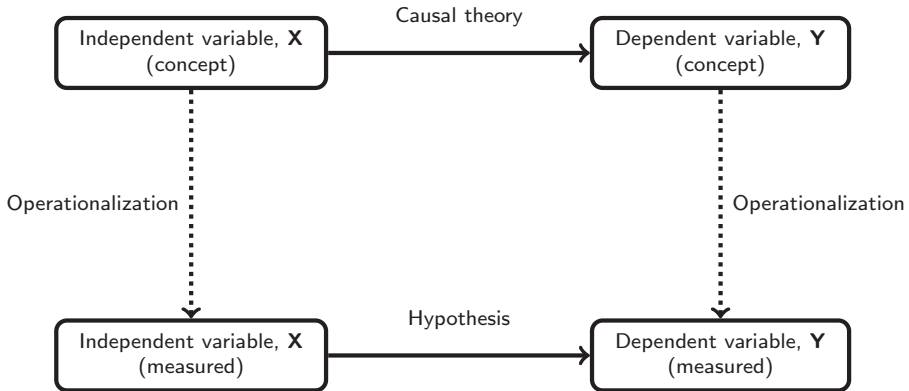 Causal theory
Independent variable, X
(concept)
Dependent variable, Y
(concept)
Operationalization
Operationalization
Hypothesis
Independent variable, X
(measured)
Dependent variable, Y
(measured)